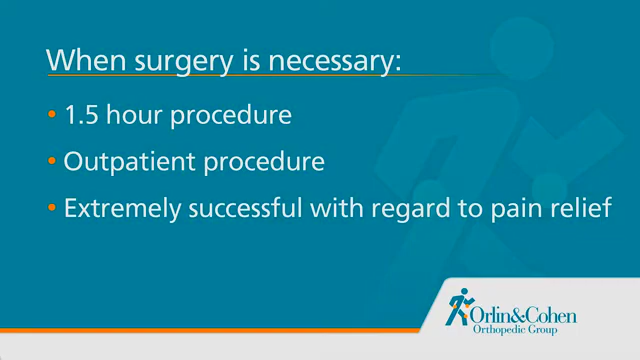 When surgery is necessary:
• 1.5 hour procedure
• Outpatient procedure
• Extremely successful with regard to pain relief
Orlin&Cohen
Orthopedic Group